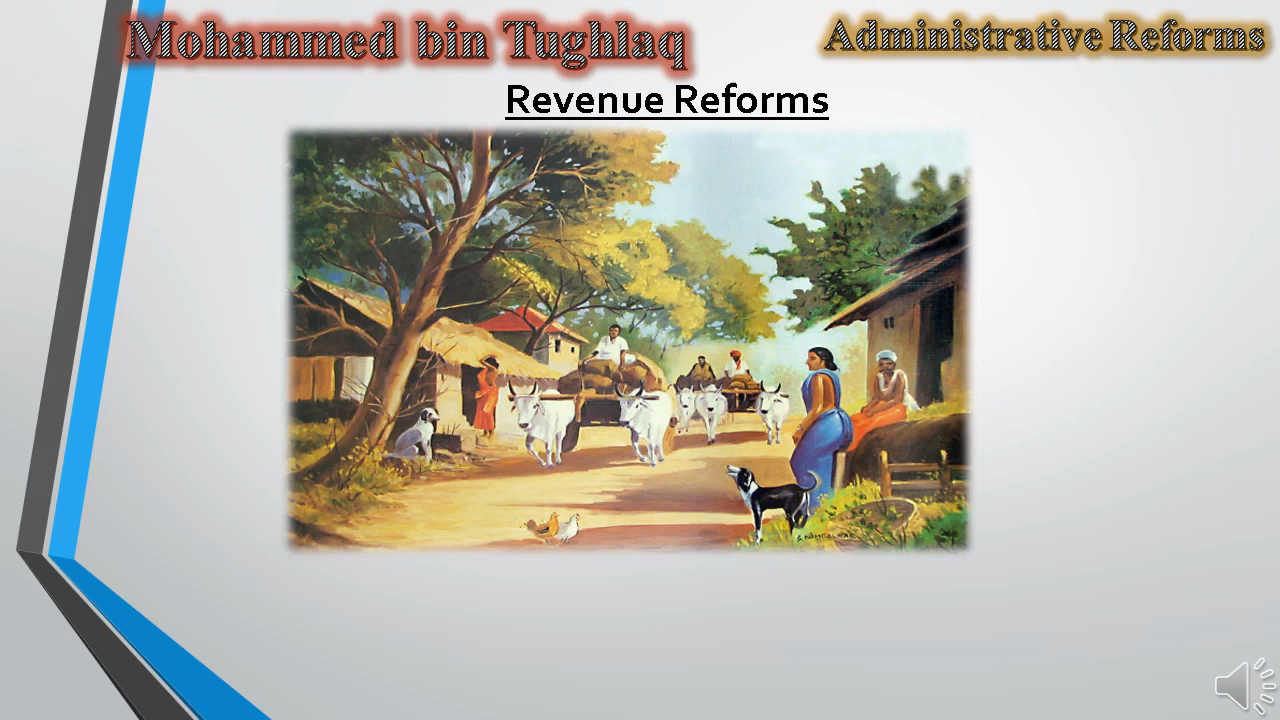 Mohammed bin Tughlaq
Administrative Reforms
Revenue Reforms